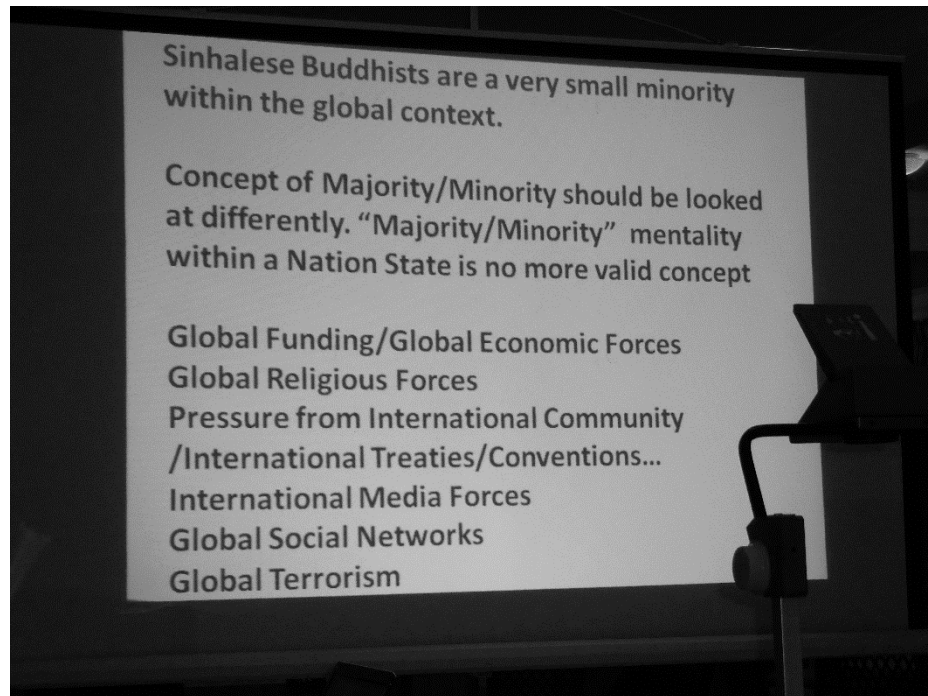 Sinhalese Buddhists are a very small minority
within the global context.
Concept of Majority/Minority should be looked
at differently. “Majority/Minority” mentality
within a Nation State is no more valid concept
Global Funding/Global Economic Forces
Global Religious Forces
Pressure from International Community
/International Treaties/Conventions...
International Media Forces
Global Social Networks
Global Terrorism